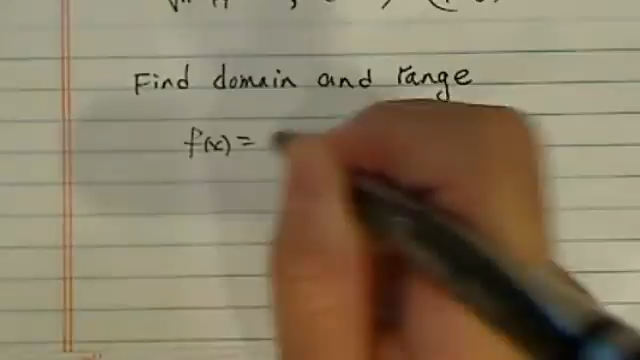 Find domain and range
f(x) =